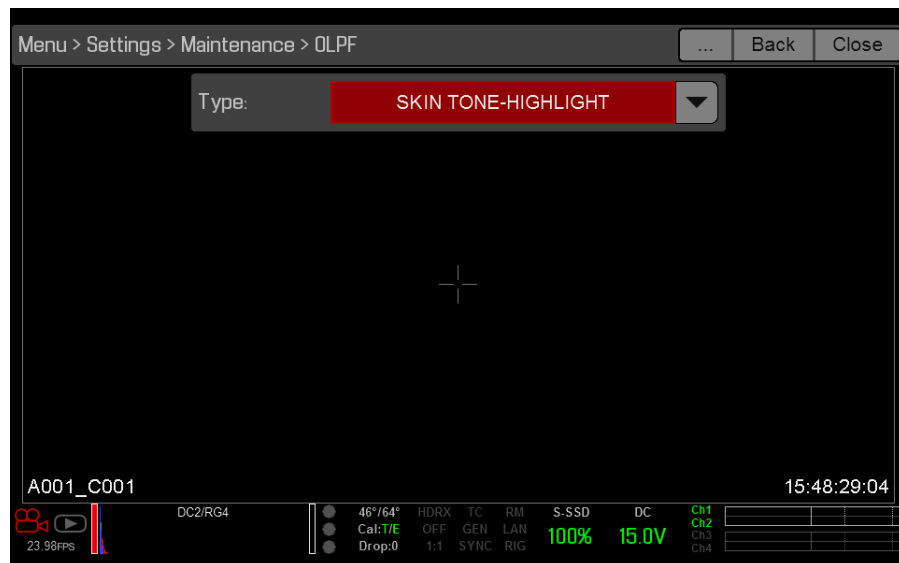 Menu > Settings > Maintenance > OLPF ... Back Close
Type: SKIN TONE-HIGHLIGHT
A001_C001 15:48:29:04
DC2/RG4 46°/64° HDRX TC RM S-SSD DC Ch1
Ch2
Cal:T/E OFF GEN LAN 100% 15.0V Ch3
23.98FPS Drop:0 1:1 SYNC RIG Ch4